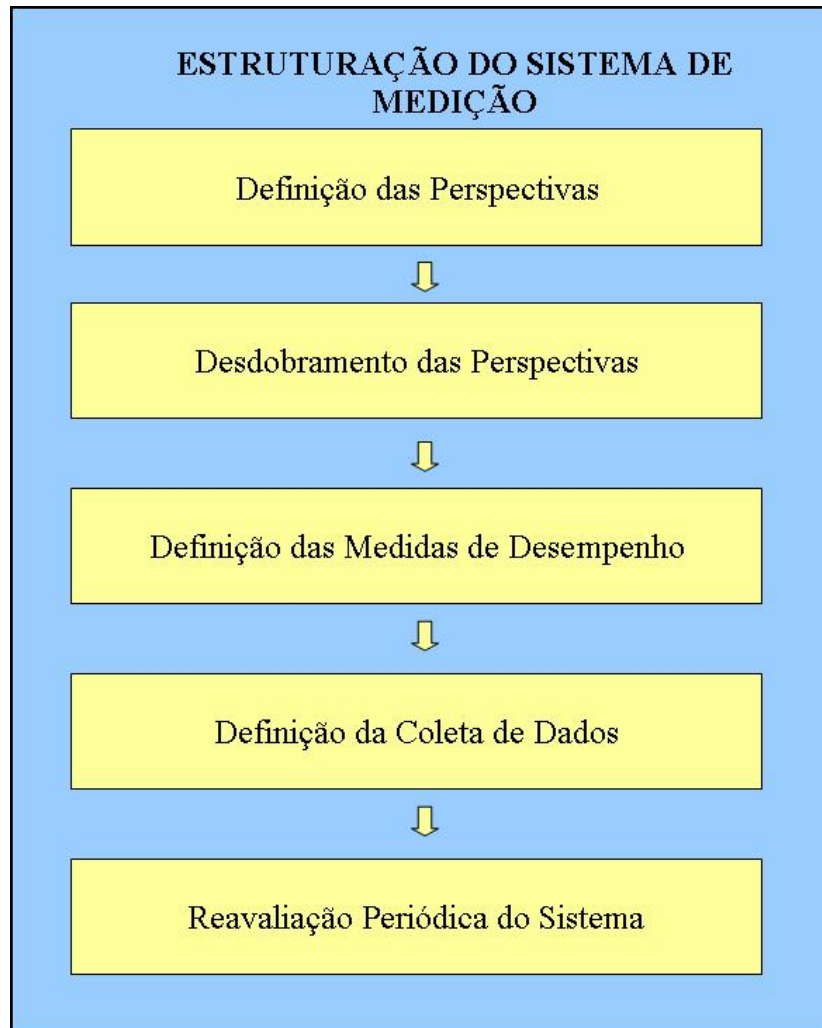 ESTRUTURAÇÃO DO SISTEMA DE
MEDIÇÃO
Definição das Perspectivas
Desdobramento das Perspectivas
Definição das Medidas de Desempenho
Definição da Coleta de Dados
Reavaliação Periódica do Sistema